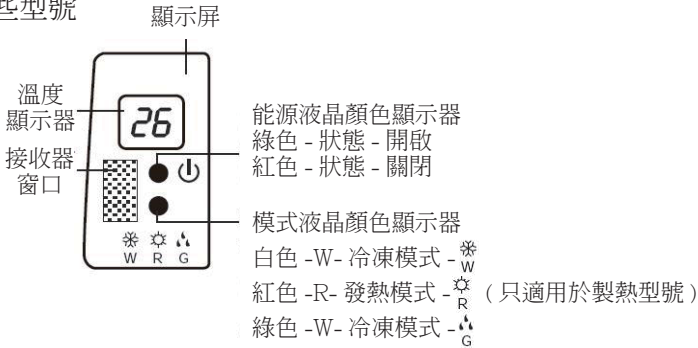 些型號
顯示屏
溫度
顯示器
26
接收器
窗口
W R G
能源液晶顏色顯示器
綠色 - 狀態 - 開啟
紅色 - 狀態 - 關閉
模式液晶顏色顯示器
白色 -W- 冷凍模式 - W
紅色 -R- 發熱模式 - R ( 只適用於製熱型號 )
綠色 -W- 冷凍模式 - G